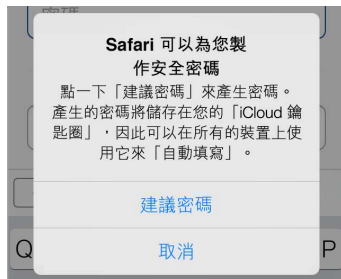 密碼
Safari 可以為您製
作安全密碼
點一下「建議密碼」來產生密碼。
產生的密碼將儲存在您的「iCloud 鑰
匙圈」，因此可以在所有的裝置上使
用它來「自動填寫」。
建議密碼
取消
Q
P